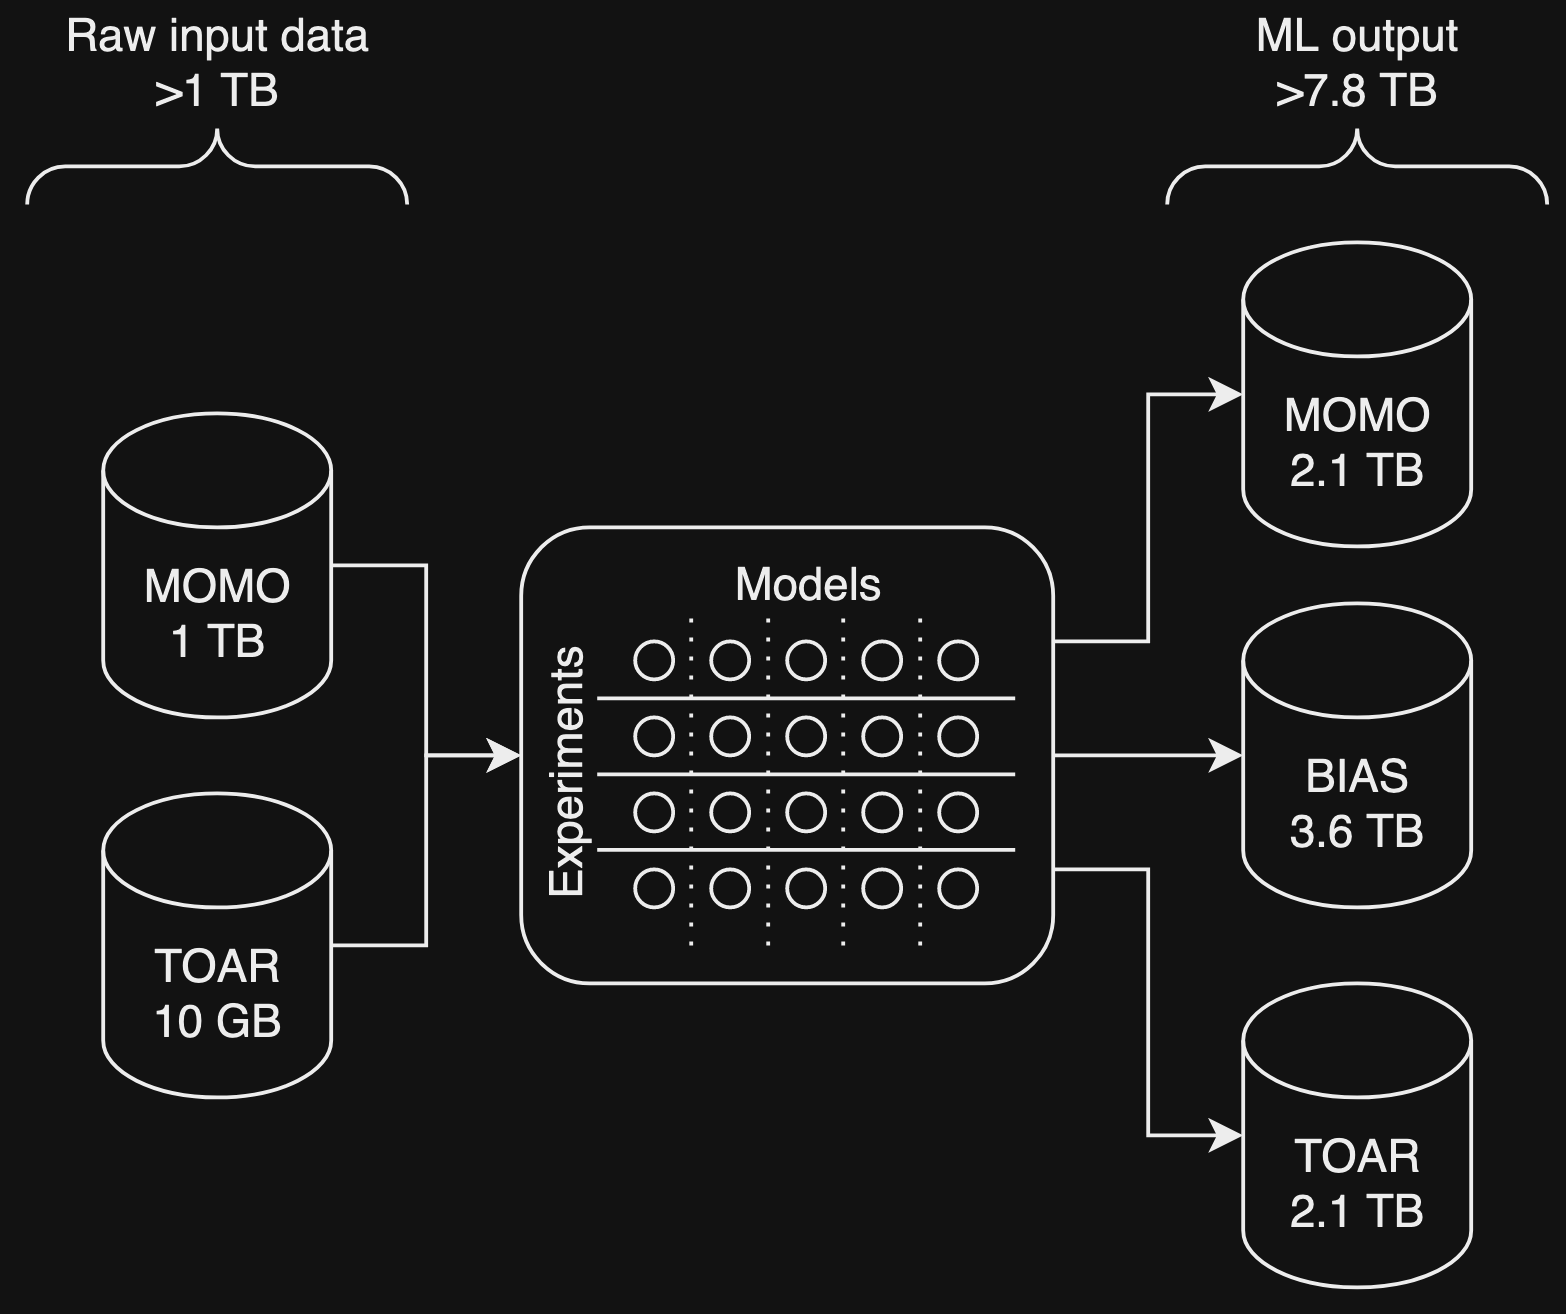 Raw input data
>1 TB
ML output
>7.8 TB
MOMO
1 TB
TOAR
10 GB
Models
Experiments
MOMO
2.1 TB
BIAS
3.6 TB
TOAR
2.1 TB